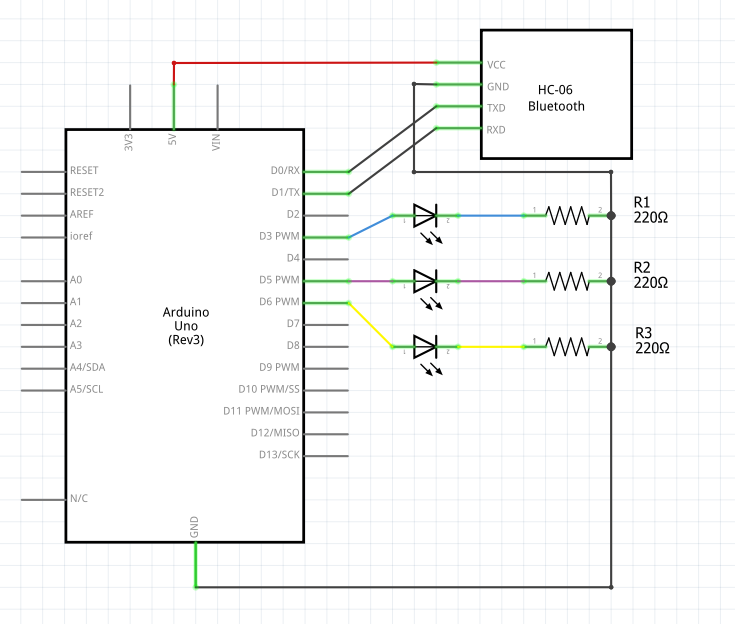 VCC
GND
TXD
RXD
HC-06
Bluetooth
3V3
5V
VIN
RESET
RESET2
AREF
ioref
A0
A1
A2
A3
A4/SDA
A5/SCL
N/C
Arduino
Uno
(Rev3)
D0/RX
D1/TX
D2
D3 PWM
D4
D5 PWM
D6 PWM
D7
D8
D9 PWM
D10 PWM/SS
D11 PWM/MOSI
D12/MISO
D13/SCK
GND
1 2 1 2
R1
220Ω
1 2 1 2
R2
220Ω
1 2 1 2
R3
220Ω